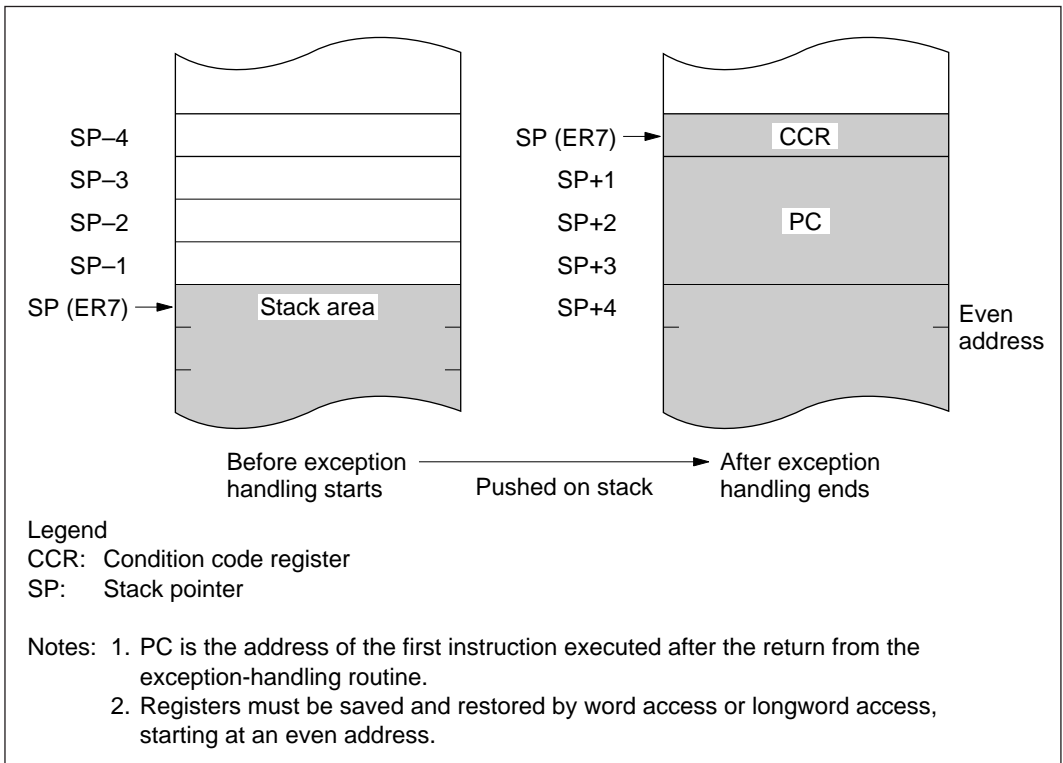 SP–4
SP–3
SP–2
SP–1
SP (ER7)
Stack area
SP (ER7)
SP+1
SP+2
SP+3
SP+4
CCR
PC
Even
address
Before exception
handling starts
Pushed on stack
After exception
handling ends
Legend
CCR: Condition code register
SP: Stack pointer
Notes: 1. PC is the address of the first instruction executed after the return from the
exception-handling routine.
2. Registers must be saved and restored by word access or longword access,
starting at an even address.